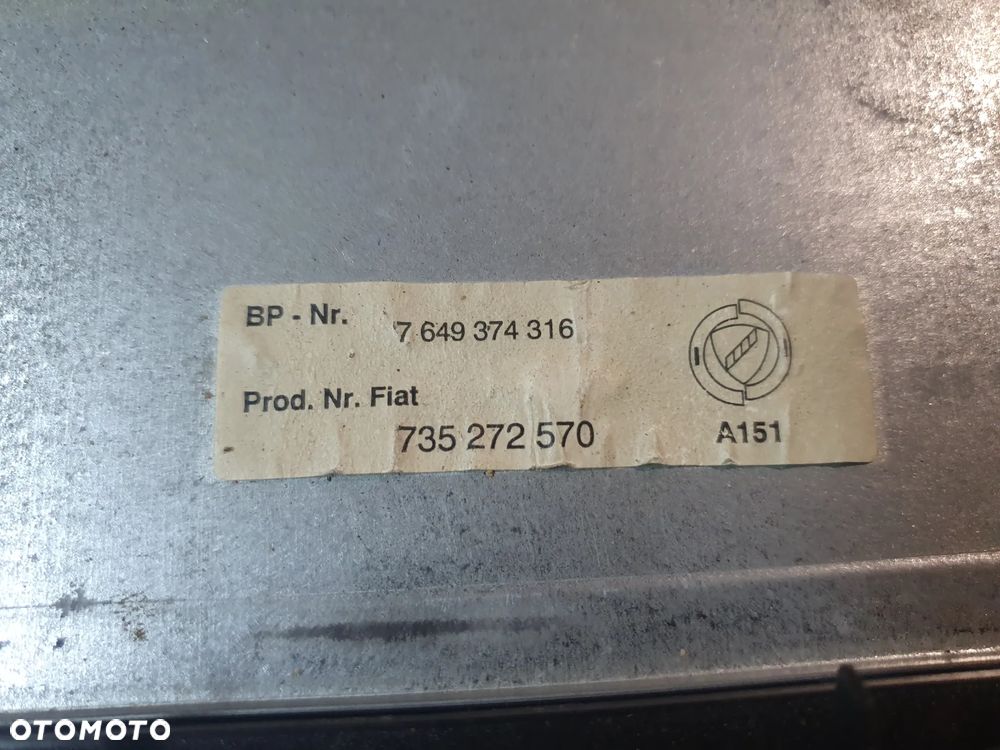 BP - Nr. 7 649 374 316
Prod. Nr. Fiat
735 272 570 A151
OTOMOTO